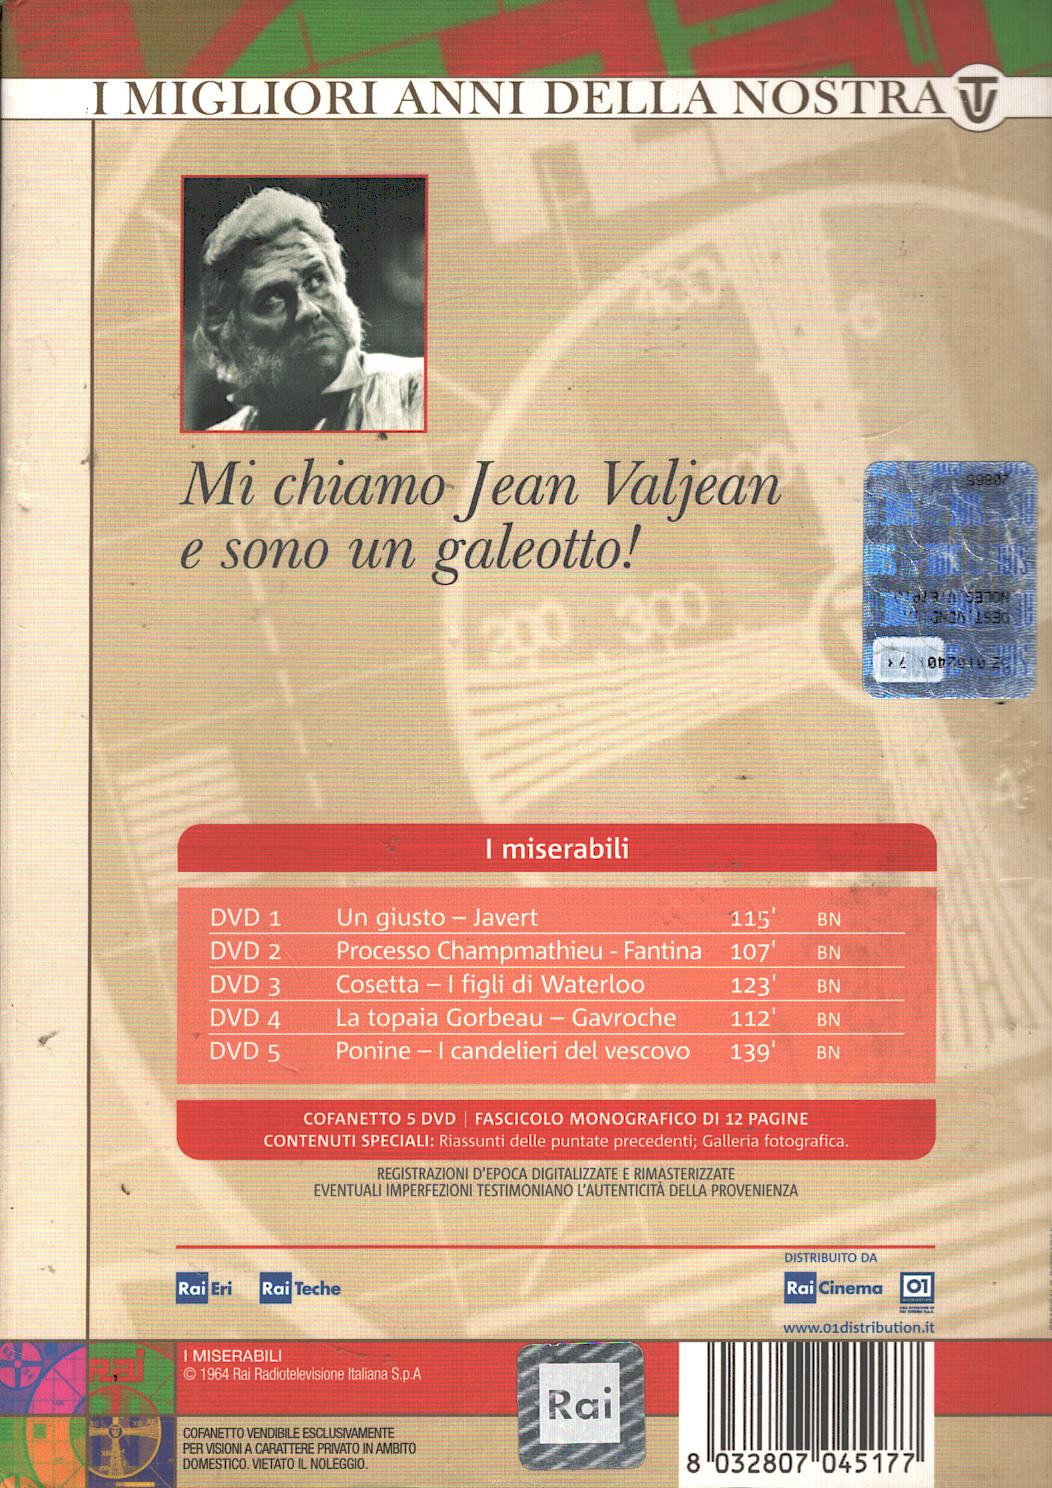 I MIGLIORI ANNI DELLA NOSTRA TV
Mi chiamo Jean Valjean
e sono un galeotto!
I miserabili
DVD 1 Un giusto – Javert 115' BN
DVD 2 Processo Champmathieu - Fantina 107' BN
DVD 3 Cosetta – I figli di Waterloo 123' BN
DVD 4 La topaia Gorbeau – Gavroche 112' BN
DVD 5 Ponine – I candelieri del vescovo 139' BN
COFANETTO 5 DVD | FASCICOLO MONOGRAFICO DI 12 PAGINE
CONTENUTI SPECIALI: Riassunti delle puntate precedenti; Galleria fotografica.
REGISTRAZIONI D'EPOCA DIGITALIZZATE E RIMASTERIZZATE
EVENTUALI IMPERFEZIONI TESTIMONIANO L'AUTENTICITÀ DELLA PROVENIENZA
DISTRIBUITO DA
Rai Eri Rai Teche Rai Cinema 01
www.01distribution.it
I MISERABILI
© 1964 Rai Radiotelevisione Italiana S.p.A
COFANETTO VENDIBILE ESCLUSIVAMENTE
PER VISIONI A CARATTERE PRIVATO IN AMBITO
DOMESTICO. VIETATO IL NOLEGGIO.
Rai
8 032807 045177